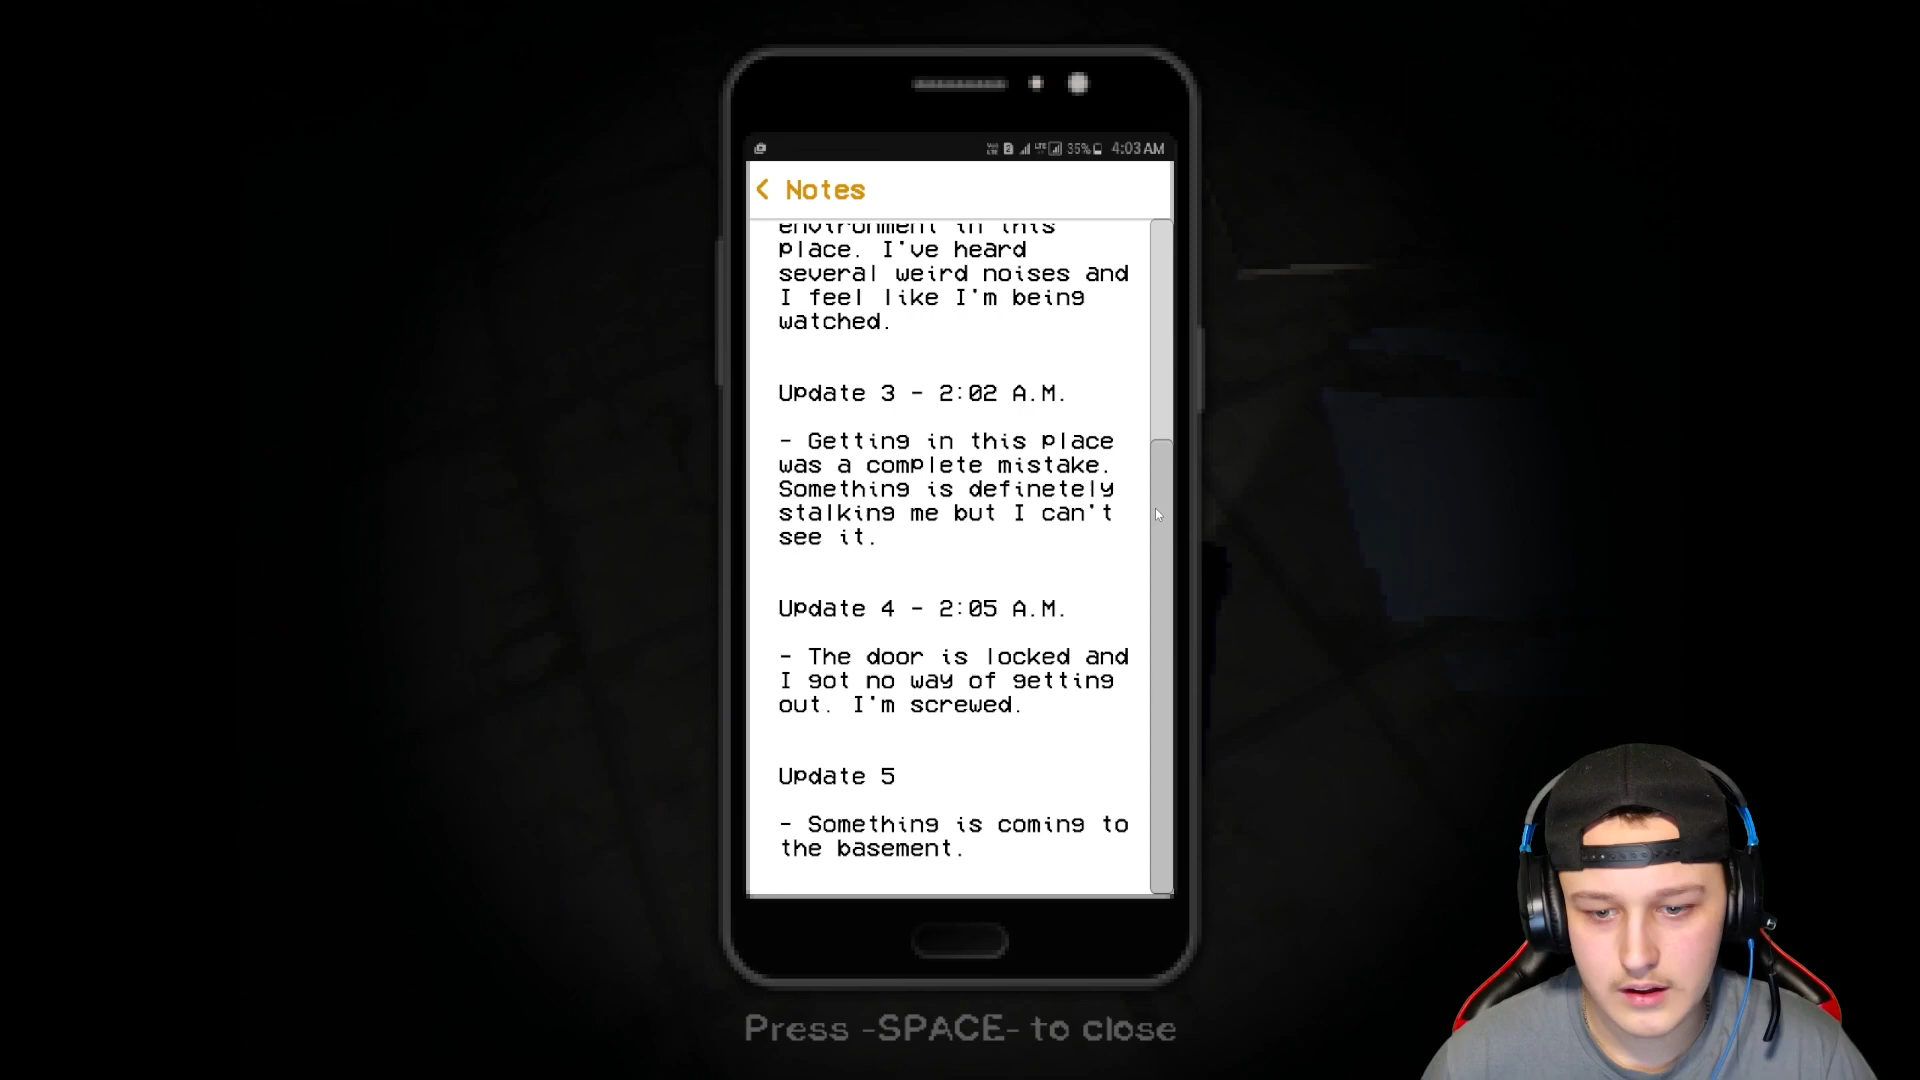 35% 4:03 AM
< Notes
environment in this
place. I've heard
several weird noises and
I feel like I'm being
watched.
Update 3 - 2:02 A.M.
- Getting in this place
was a complete mistake.
Something is definetely
stalking me but I can't
see it.
Update 4 - 2:05 A.M.
- The door is locked and
I got no way of getting
out. I'm screwed.
Update 5
- Something is coming to
the basement.
Press -SPACE- to close